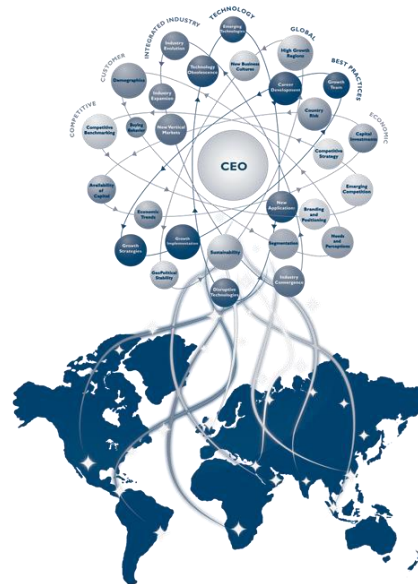 TECHNOLOGY
INTEGRATED INDUSTRY
GLOBAL
CUSTOMER
BEST PRACTICES
COMPETITIVE
ECONOMIC
Emerging
Technologies
Industry
Evolution
High Growth
Regions
New Business
Cultures
Technology
Obsolescence
Demographics
Career
Development
Growth
Team
Industry
Expansion
Country
Risk
Competitive
Benchmarking
New Vertical
Markets
Capital
Investments
Competitive
Strategy
CEO
Availability
of Capital
Emerging
Competition
Economic
Trends
New
Applications
Branding and
Positioning
Growth
Strategies
Growth
Implementation
Sustainability
Segmentation
Needs and
Perceptions
GeoPolitical
Stability
Disruptive
Technologies
Industry
Convergence